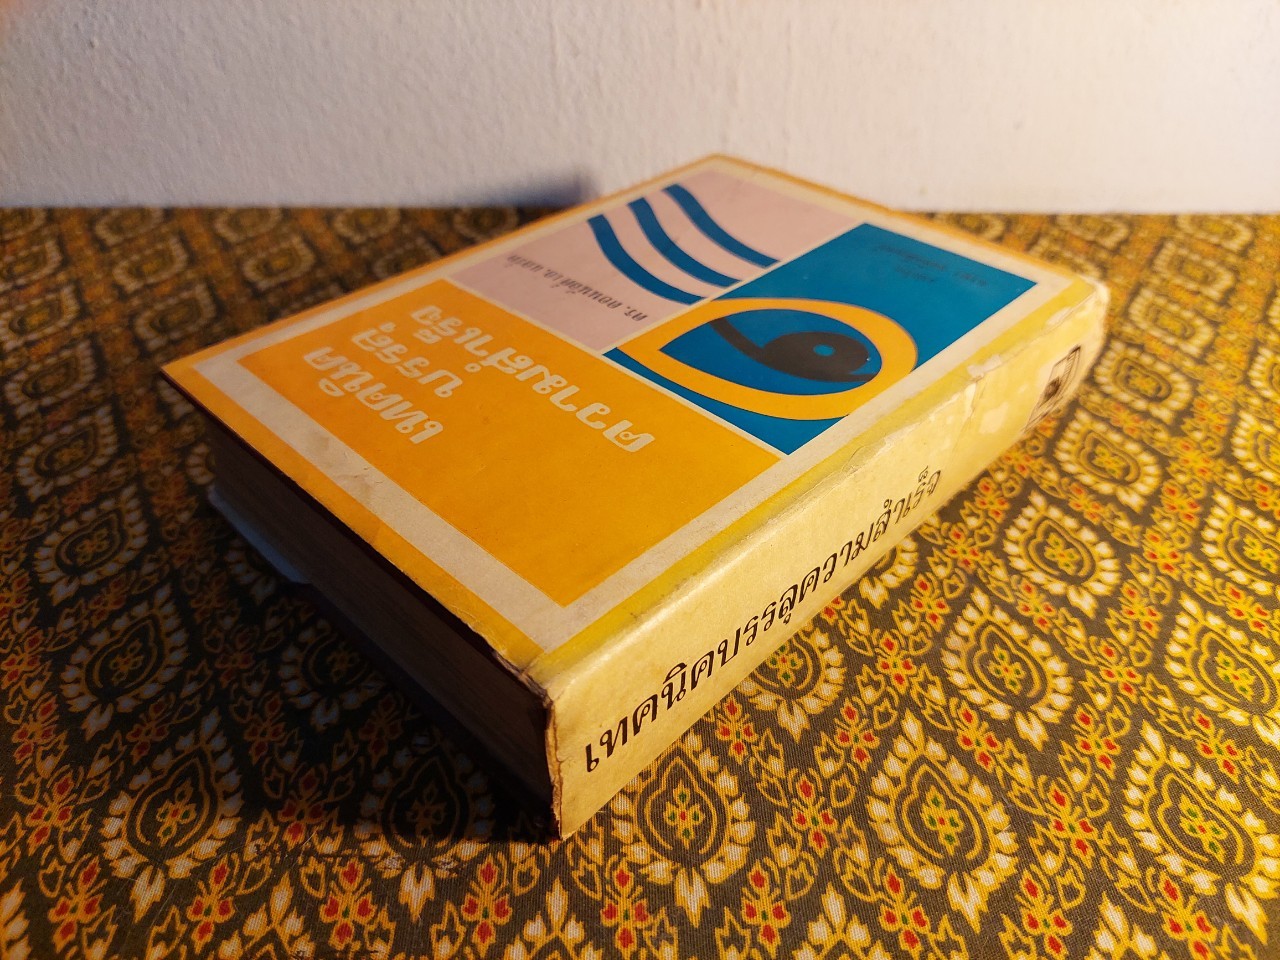 เทคนิค
บรรลุ
ความสำเร็จ
ดร. ดอนนัลด์ เอ. แลร์ด
เทคนิคบรรลุความสำเร็จ